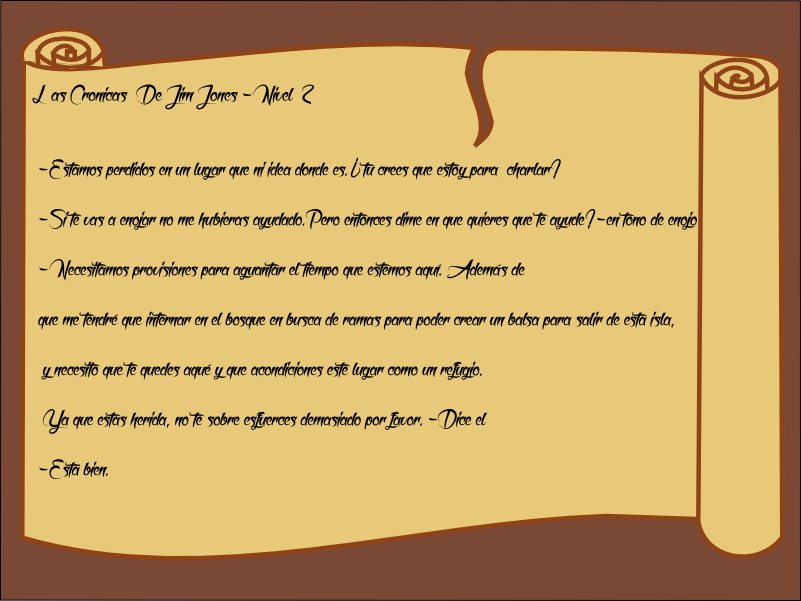 Las Cronicas De Jim Jones - Nivel 2
-Estamos perdidos en un lugar que ni idea donde es. ¿ tu crees que estoy para charlar?
-Si te vas a enojar no me hubieras ayudado. Pero entonces dime en que quieres que te ayude? -en tono de enojo
- Necesitamos provisiones para aguantar el tiempo que estemos aquí. Además de
que me tendré que internar en el bosque en busca de ramas para poder crear un balsa para salir de esta isla,
y necesito que te quedes aqué y que acondiciones este lugar como un refugio.
Ya que estás herida, no te sobre esfuerces demasiado por favor. -Dice el
-Está bien.